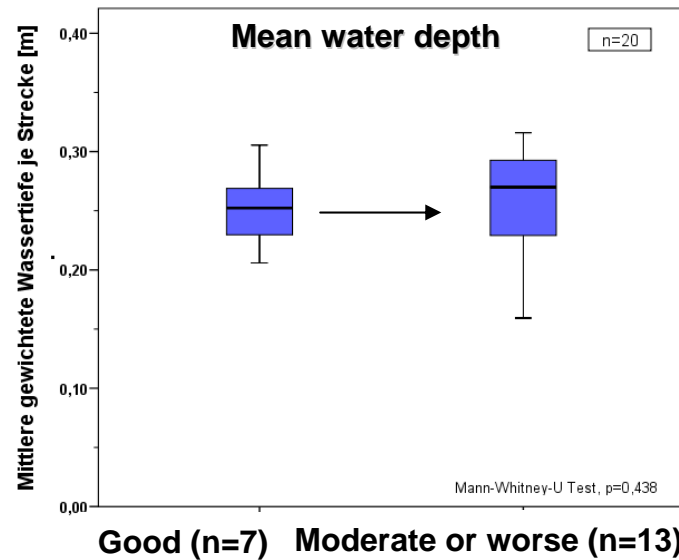 Mean water depth
n=20
Mittlere gewichtete Wassertiefe je Strecke [m]
0,40
0,30
0,20
0,10
0,00
Mann-Whitney-U Test, p=0,438
Good (n=7) Moderate or worse (n=13)